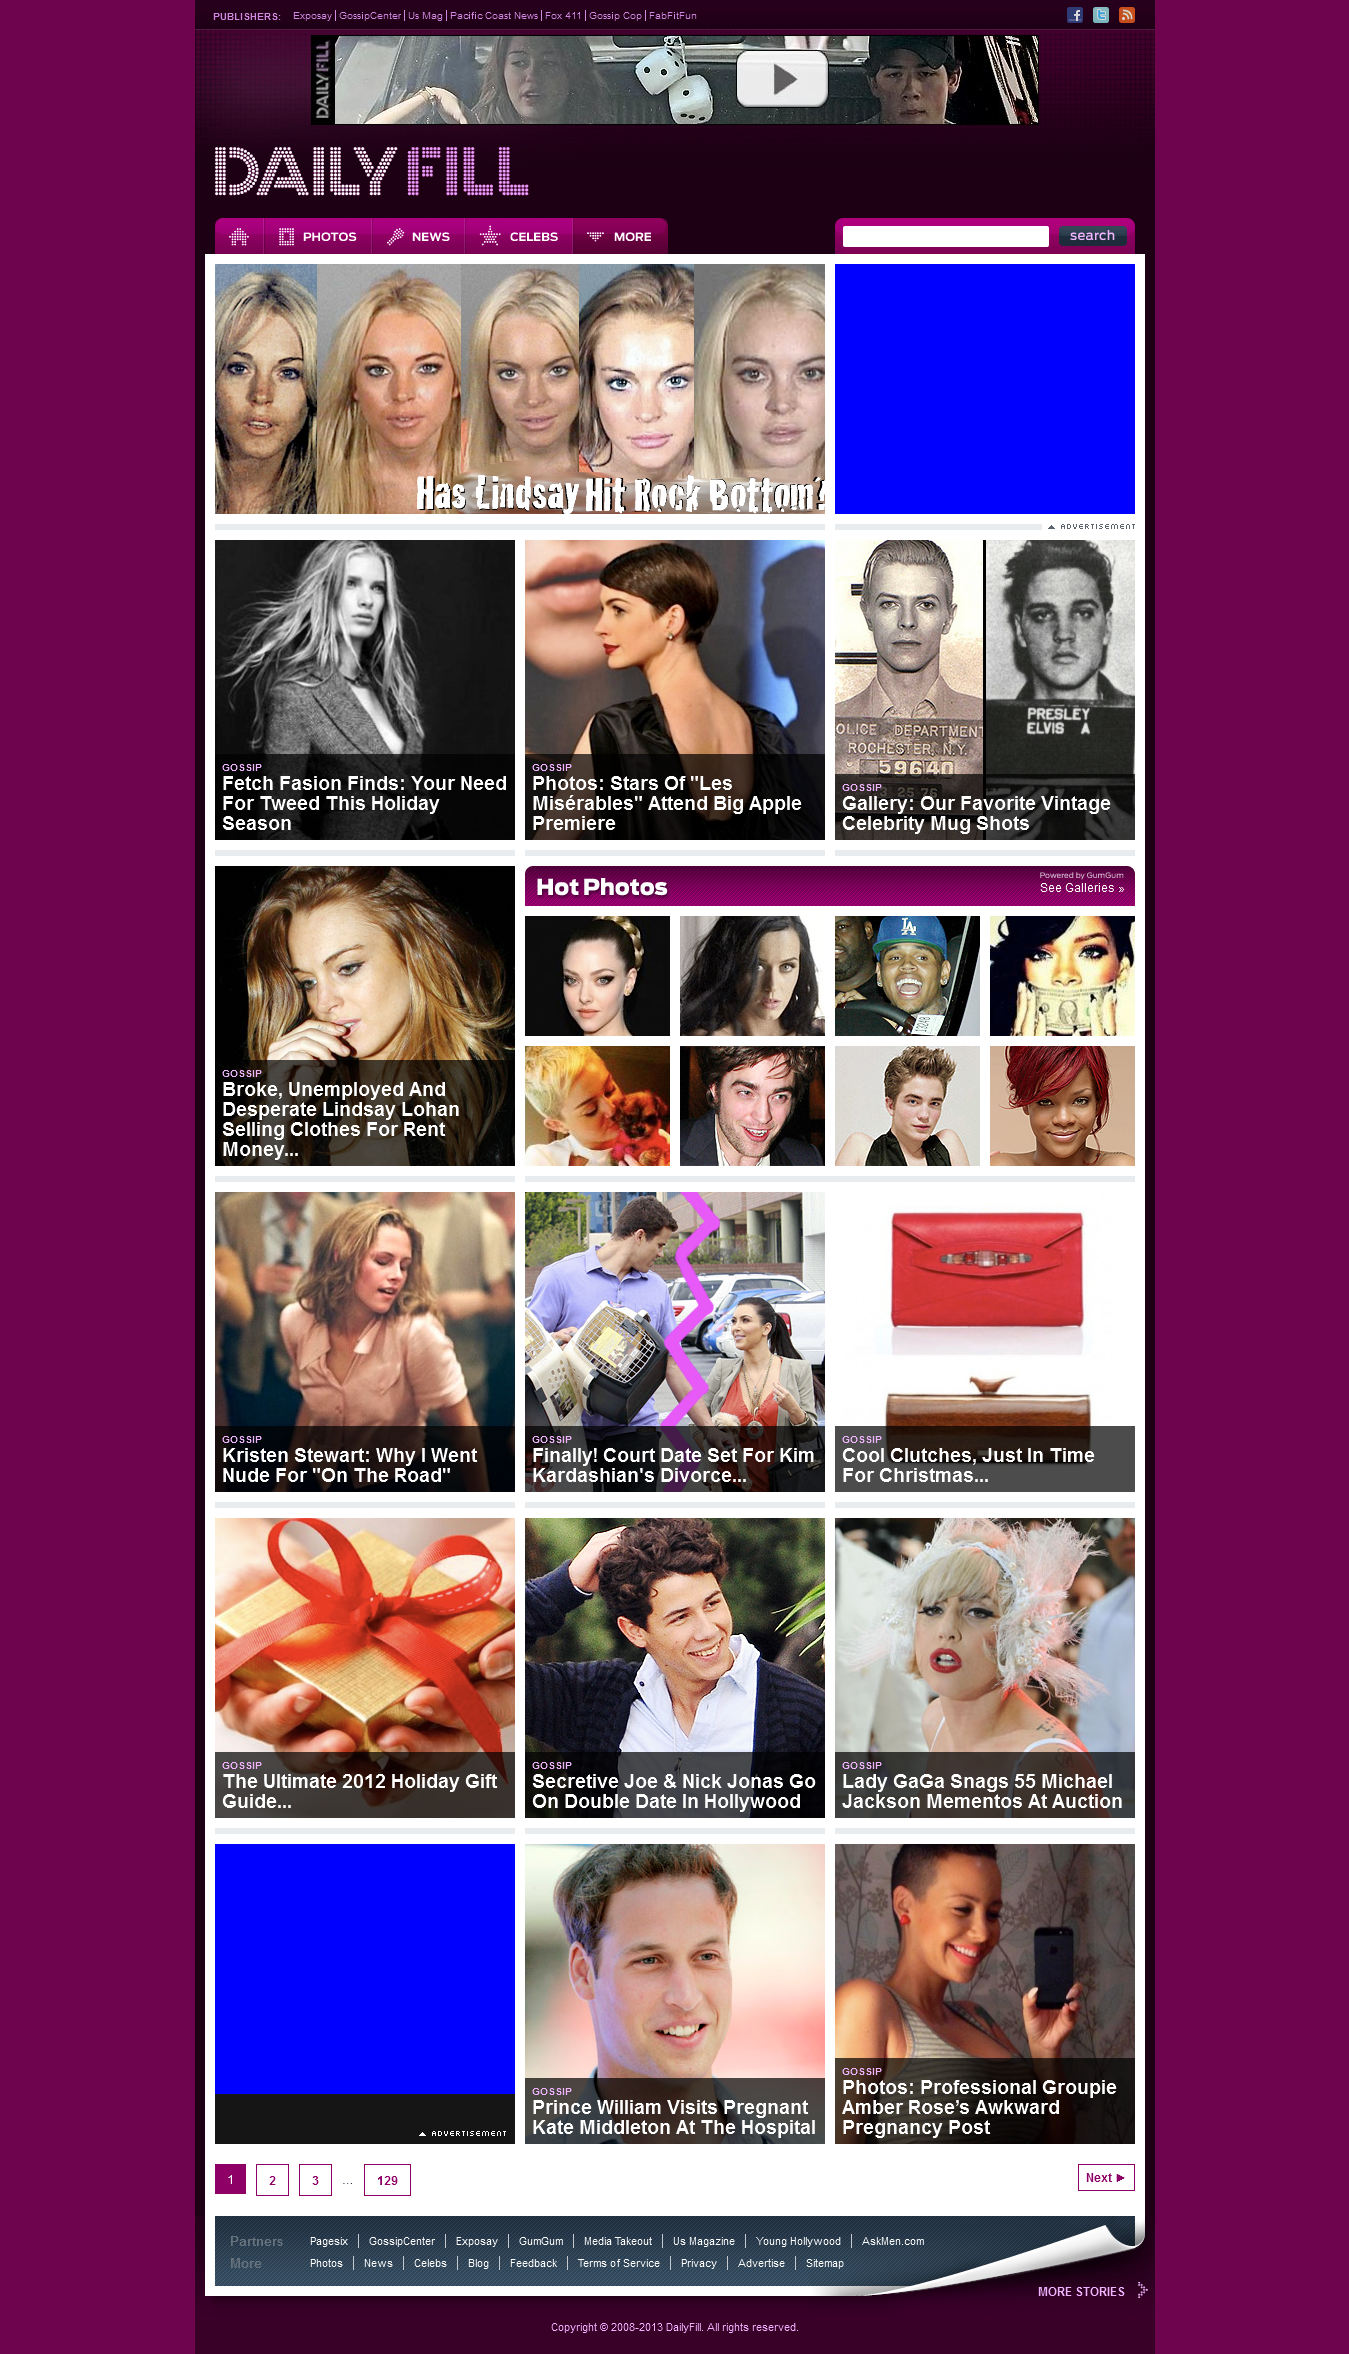 PUBLISHERS: Exposay | GossipCenter | Us Mag | Pacific Coast News | Fox 411 | Gossip Cop | FabFitFun
DAILY FILL
DAILYFILL
PHOTOS NEWS CELEBS MORE search
Has Lindsay Hit Rock Bottom?
ADVERTISEMENT
GOSSIP
Fetch Fasion Finds: Your Need
For Tweed This Holiday
Season
GOSSIP
Photos: Stars Of "Les
Misérables" Attend Big Apple
Premiere
PRESLEY
ELVIS A
POLICE DEPARTMENT
ROCHESTER, N.Y.
59640
3 25 76
GOSSIP
Gallery: Our Favorite Vintage
Celebrity Mug Shots
GOSSIP
Broke, Unemployed And
Desperate Lindsay Lohan
Selling Clothes For Rent
Money...
Hot Photos
Powered by GumGum
See Galleries »
LA
13248
GOSSIP
Kristen Stewart: Why I Went
Nude For "On The Road"
GOSSIP
Finally! Court Date Set For Kim
Kardashian's Divorce...
GOSSIP
Cool Clutches, Just In Time
For Christmas...
GOSSIP
The Ultimate 2012 Holiday Gift
Guide...
GOSSIP
Secretive Joe & Nick Jonas Go
On Double Date In Hollywood
GOSSIP
Lady GaGa Snags 55 Michael
Jackson Mementos At Auction
ADVERTISEMENT
GOSSIP
Prince William Visits Pregnant
Kate Middleton At The Hospital
GOSSIP
Photos: Professional Groupie
Amber Rose’s Awkward
Pregnancy Post
1 2 3 ... 129 Next
Partners Pagesix GossipCenter Exposay GumGum Media Takeout Us Magazine Young Hollywood AskMen.com
More Photos News Celebs Blog Feedback Terms of Service Privacy Advertise Sitemap
MORE STORIES
Copyright © 2008-2013 DailyFill. All rights reserved.